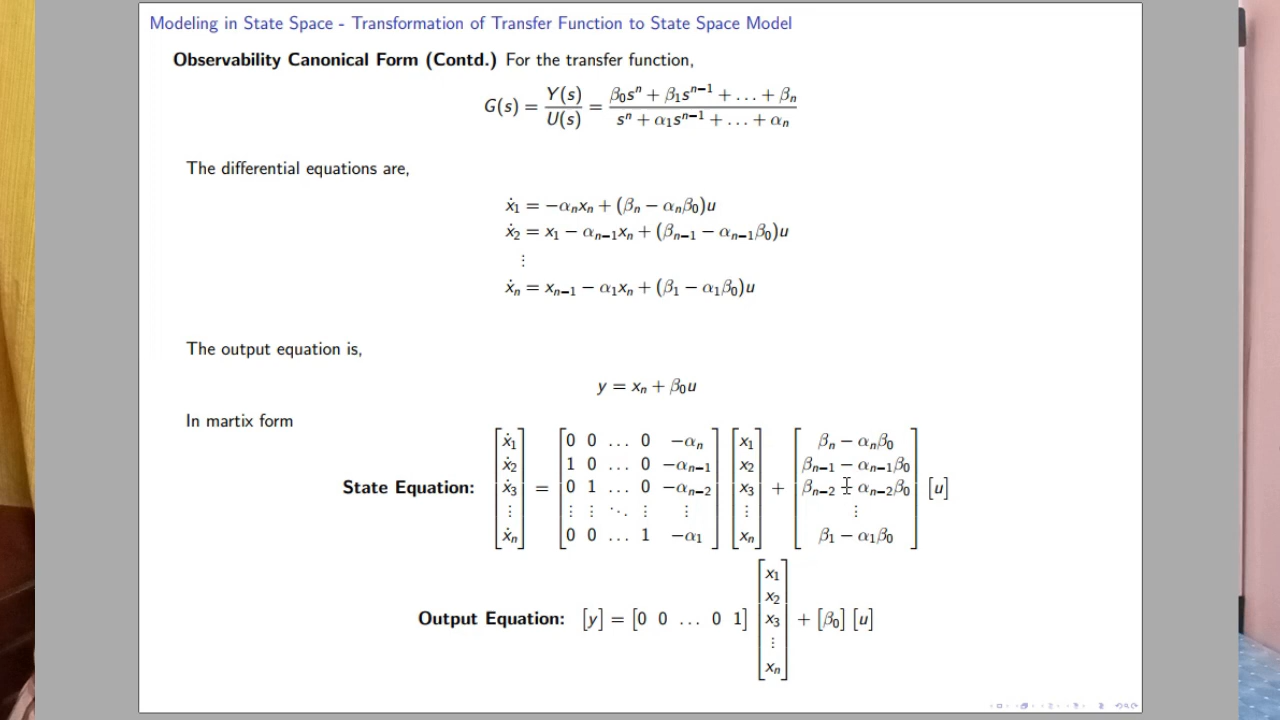 Modeling in State Space - Transformation of Transfer Function to State Space Model
Observability Canonical Form (Contd.) For the transfer function,
G(s) = Y(s)/U(s) = (β₀sⁿ + β₁sⁿ⁻¹ + . . . + βₙ)/(sⁿ + α₁sⁿ⁻¹ + . . . + αₙ)
The differential equations are,
ẋ₁ = −αₙxₙ + (βₙ − αₙβ₀)u
ẋ₂ = x₁ − αₙ₋₁xₙ + (βₙ₋₁ − αₙ₋₁β₀)u
⋮
ẋₙ = xₙ₋₁ − α₁xₙ + (β₁ − α₁β₀)u
The output equation is,
y = xₙ + β₀u
In martix form
State Equation: [ẋ₁ ẋ₂ ẋ₃ ⋮ ẋₙ] = [0 0 … 0 −αₙ; 1 0 … 0 −αₙ₋₁; 0 1 … 0 −αₙ₋₂; ⋮ ⋮ ⋱ ⋮ ⋮; 0 0 … 1 −α₁] [x₁ x₂ x₃ ⋮ xₙ] + [βₙ − αₙβ₀; βₙ₋₁ − αₙ₋₁β₀; βₙ₋₂ − αₙ₋₂β₀; ⋮; β₁ − α₁β₀] [u]
Output Equation: [y] = [0 0 … 0 1] [x₁ x₂ x₃ ⋮ xₙ] + [β₀] [u]